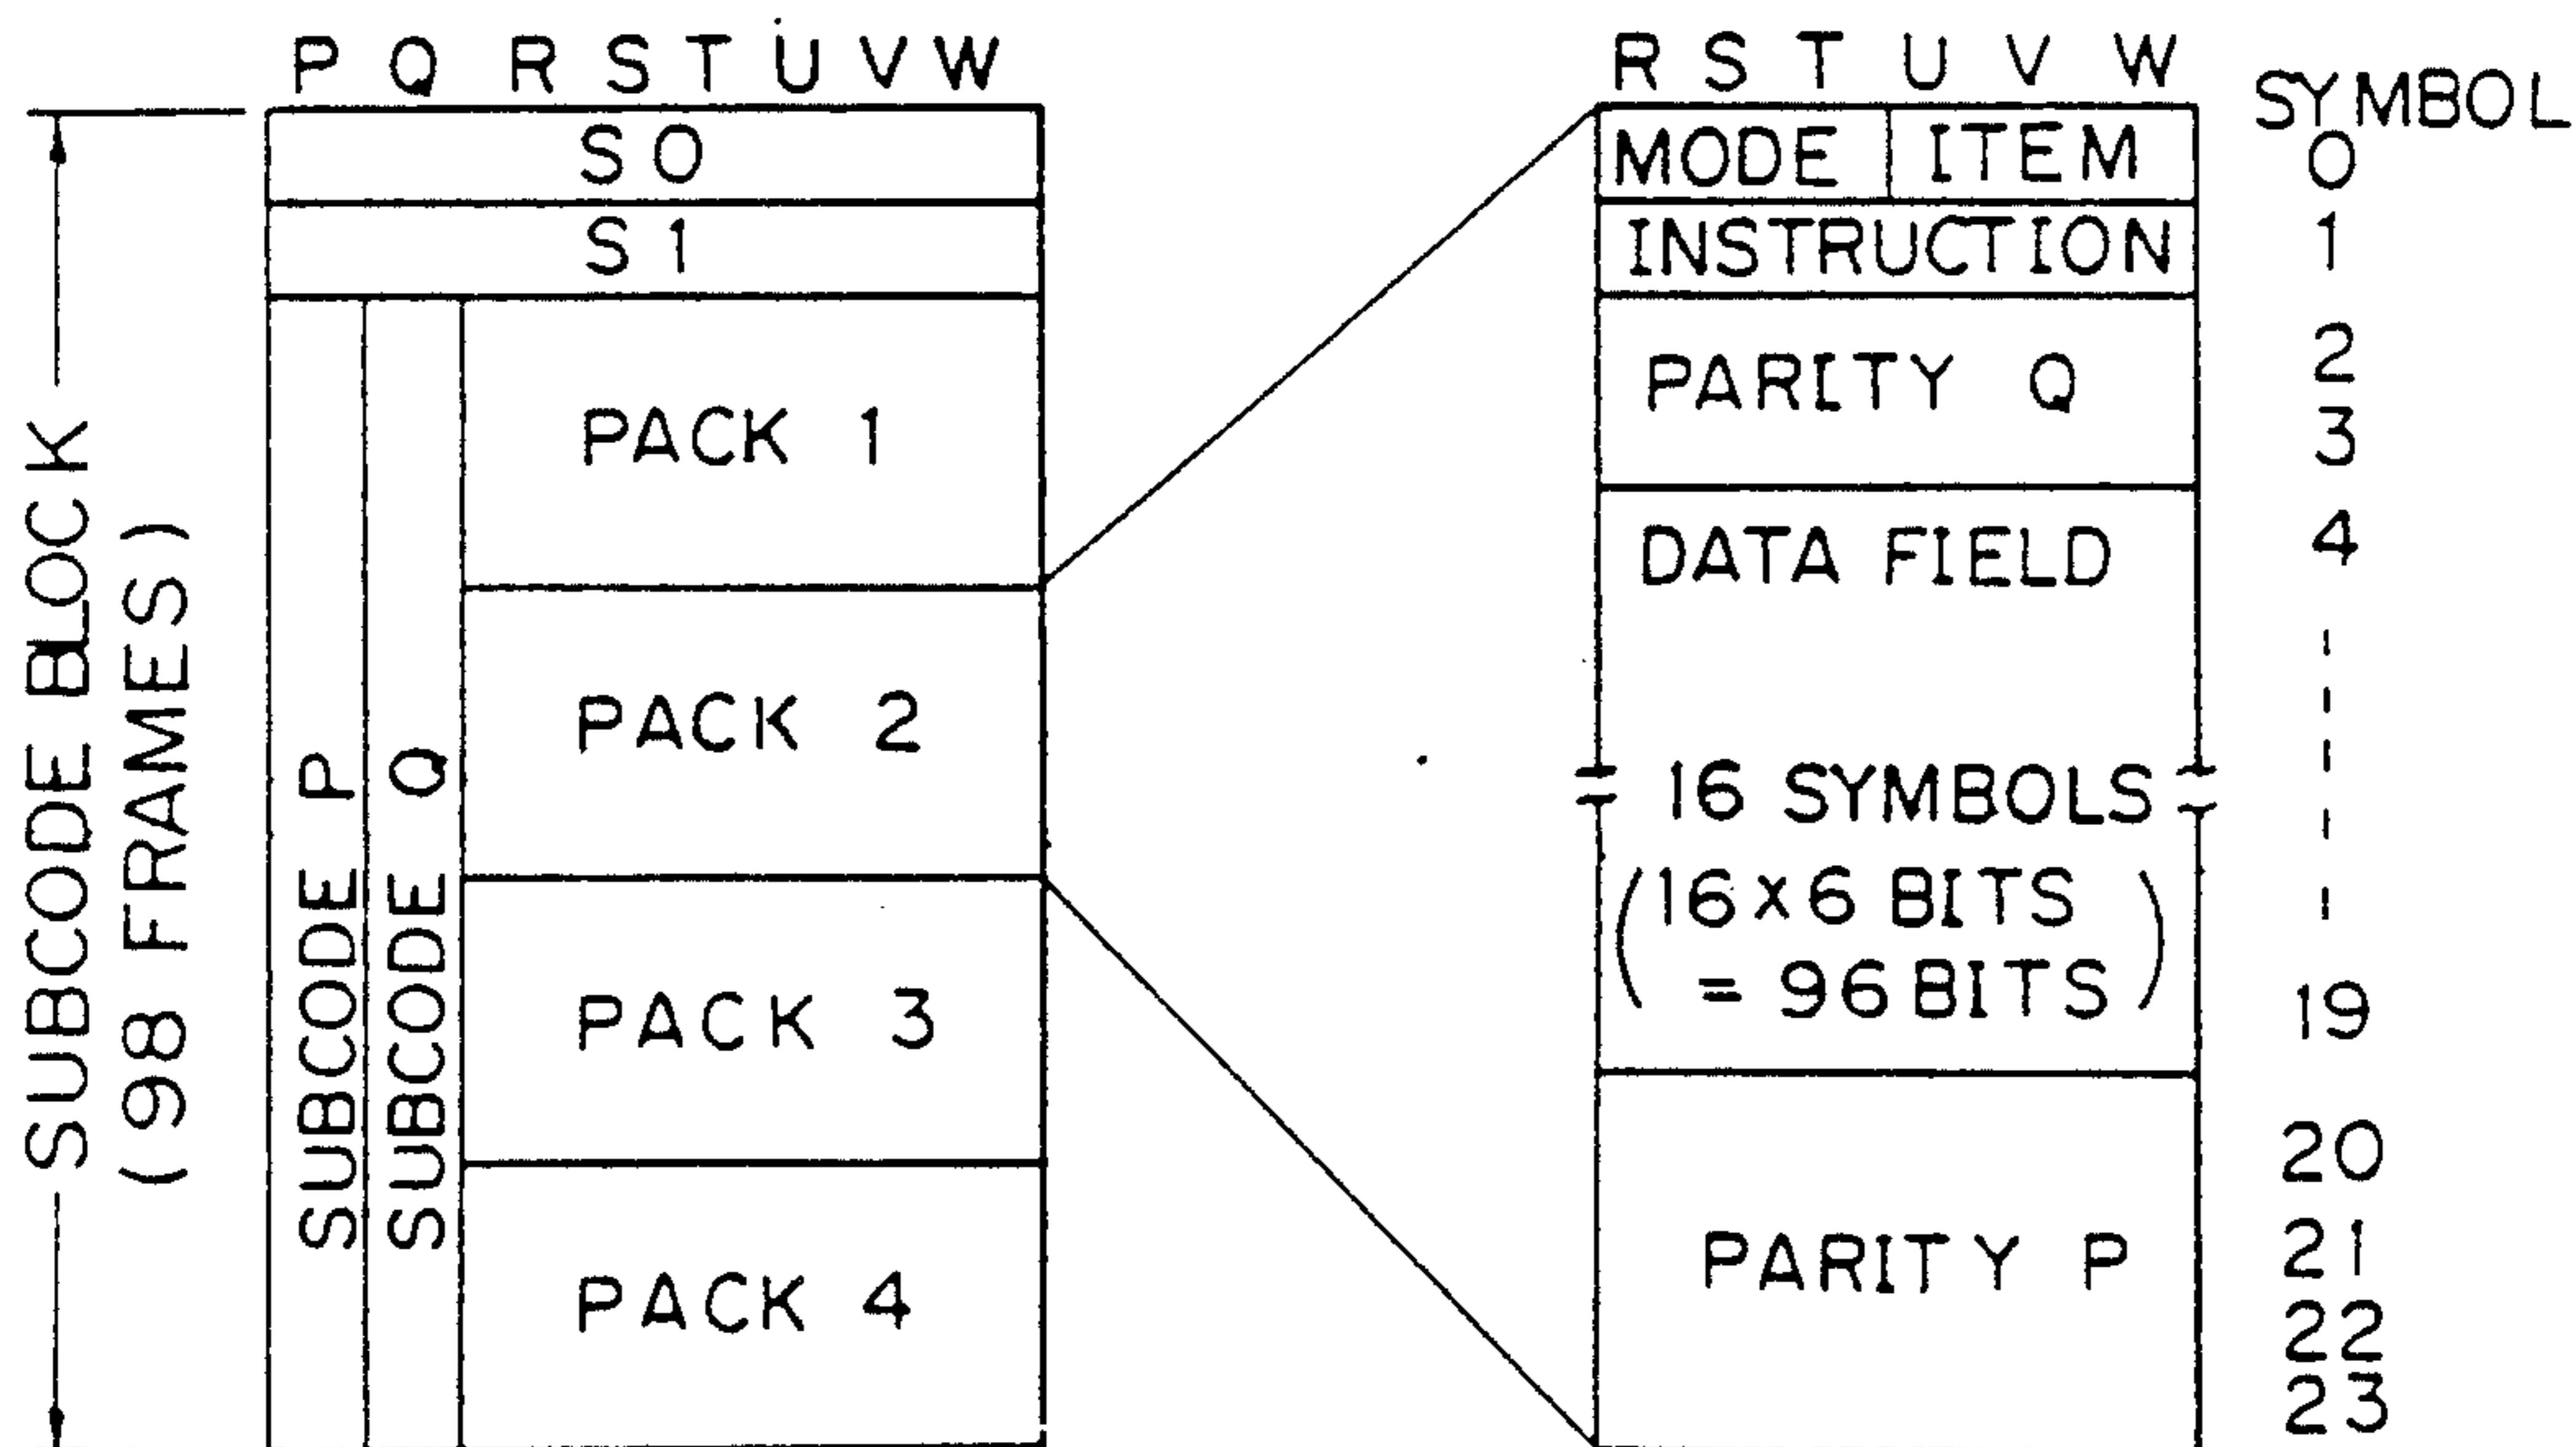 P Q R S T U V W
S0
S1
PACK 1
PACK 2
PACK 3
PACK 4
SUBCODE P
SUBCODE Q
SUBCODE BLOCK
(98 FRAMES)
R S T U V W
SYMBOL
MODE ITEM 0
INSTRUCTION 1
PARITY Q
2
3
DATA FIELD 4
16 SYMBOLS
(16×6 BITS
= 96 BITS)
19
PARITY P
20
21
22
23